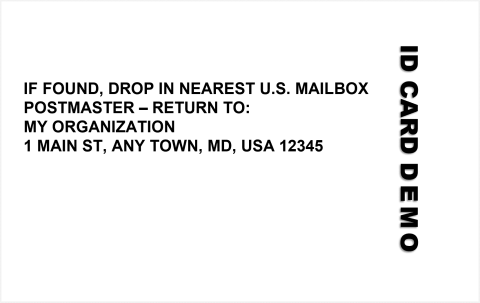 IF FOUND, DROP IN NEAREST U.S. MAILBOX
POSTMASTER – RETURN TO:
MY ORGANIZATION
1 MAIN ST, ANY TOWN, MD, USA 12345
ID CARD DEMO